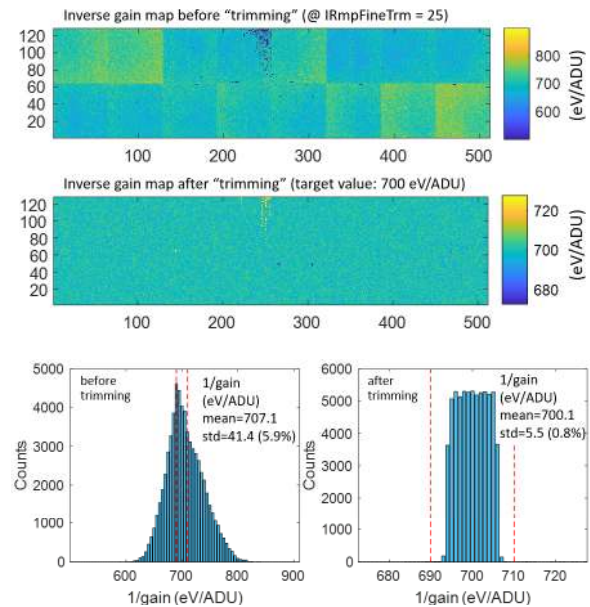 Inverse gain map before “trimming” (@ IRmpFineTrm = 25)
120
100
80
60
40
20
100 200 300 400 500
800
700
600
(eV/ADU)
Inverse gain map after “trimming” (target value: 700 eV/ADU)
120
100
80
60
40
20
100 200 300 400 500
720
700
680
(eV/ADU)
5000
4000
3000
2000
1000
0
Counts
before
trimming
1/gain
(eV/ADU)
mean=707.1
std=41.4 (5.9%)
600 700 800 900
1/gain (eV/ADU)
6000
5000
4000
3000
2000
1000
0
Counts
after
trimming
1/gain
(eV/ADU)
mean=700.1
std=5.5 (0.8%)
680 690 700 710 720
1/gain (eV/ADU)